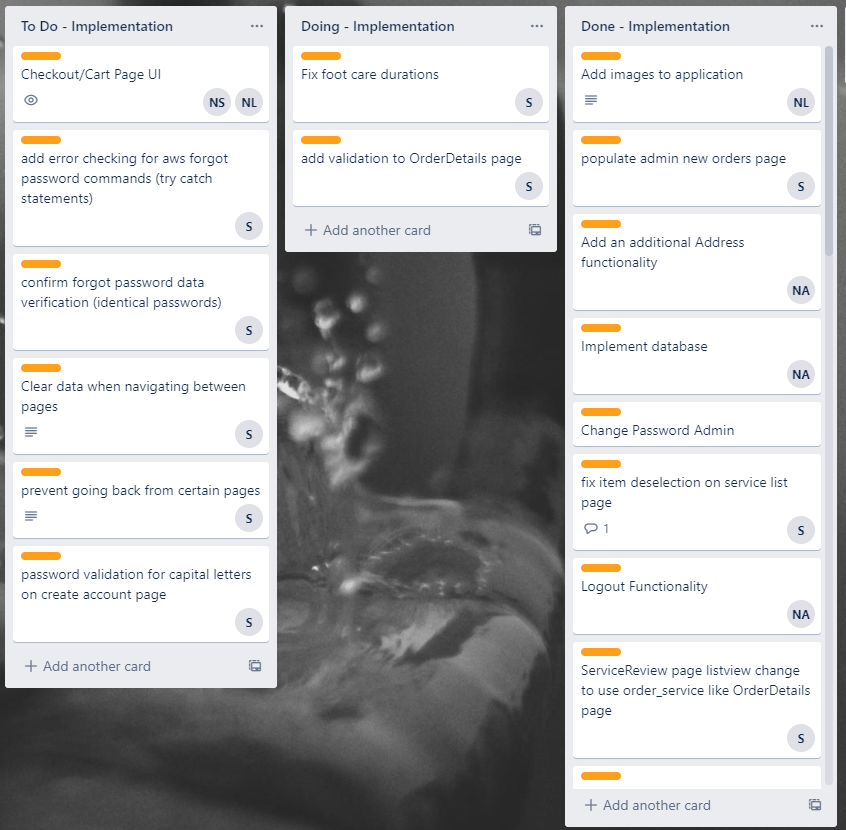 To Do - Implementation
Checkout/Cart Page UI
NS NL
add error checking for aws forgot
password commands (try catch
statements)
S
confirm forgot password data
verification (identical passwords)
S
Clear data when navigating between
pages
S
prevent going back from certain pages
S
password validation for capital letters
on create account page
S
+ Add another card
Doing - Implementation
Fix foot care durations
S
add validation to OrderDetails page
S
+ Add another card
Done - Implementation
Add images to application
NL
populate admin new orders page
S
Add an additional Address
functionality
NA
Implement database
NA
Change Password Admin
fix item deselection on service list
page
1
S
Logout Functionality
NA
ServiceReview page listview change
to use order_service like OrderDetails
page
S
+ Add another card